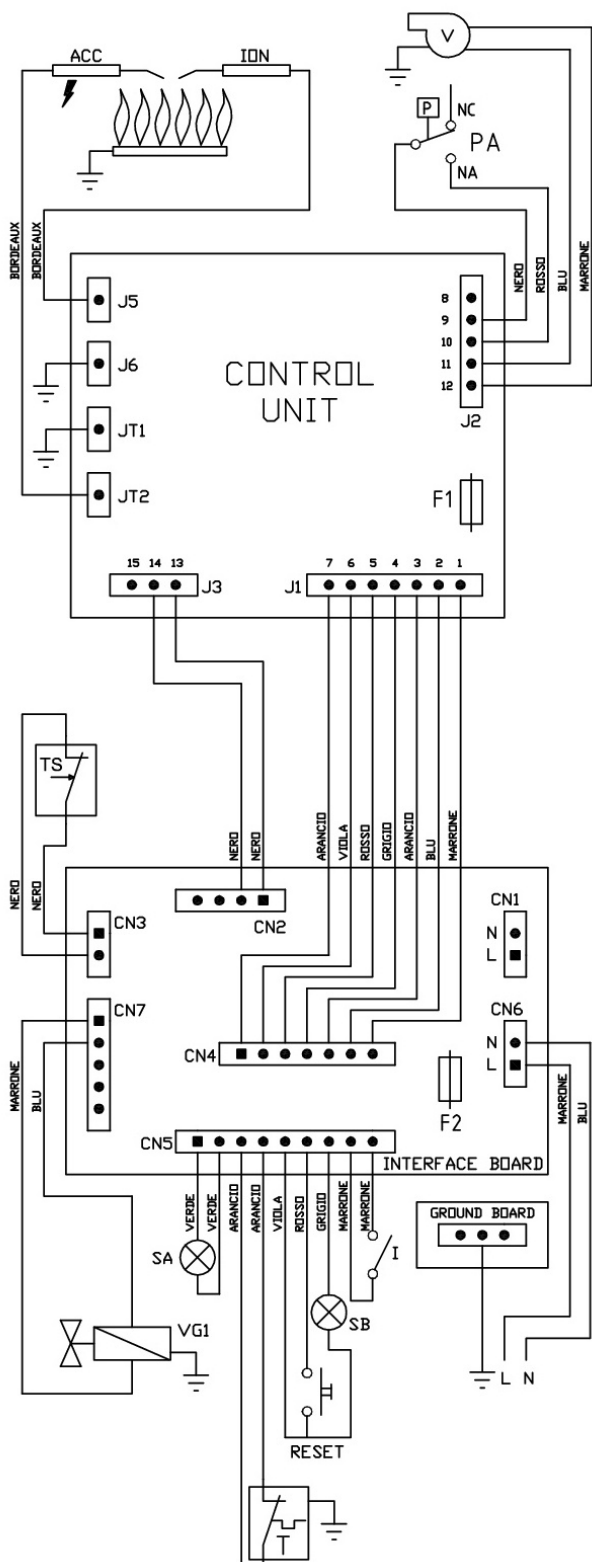 ACC
ION
V
P
NC
PA
NA
BORDEAUX
BORDEAUX
NERO
ROSSO
BLU
MARRONE
J5
J6
JT1
JT2
CONTROL
UNIT
8
9
10
11
12
J2
F1
15 14 13
J3
J1
7 6 5 4 3 2 1
TS
NERO
NERO
NERO
NERO
ARANCIO
VIOLA
ROSSO
GRIGIO
ARANCIO
BLU
MARRONE
CN3
CN2
CN1
N
L
CN7
CN4
CN6
N
L
F2
MARRONE
BLU
MARRONE
BLU
CN5
INTERFACE BOARD
VERDE
VERDE
ARANCIO
ARANCIO
VIOLA
ROSSO
GRIGIO
MARRONE
MARRONE
GROUND BOARD
SA
I
SB
VG1
L N
RESET
T